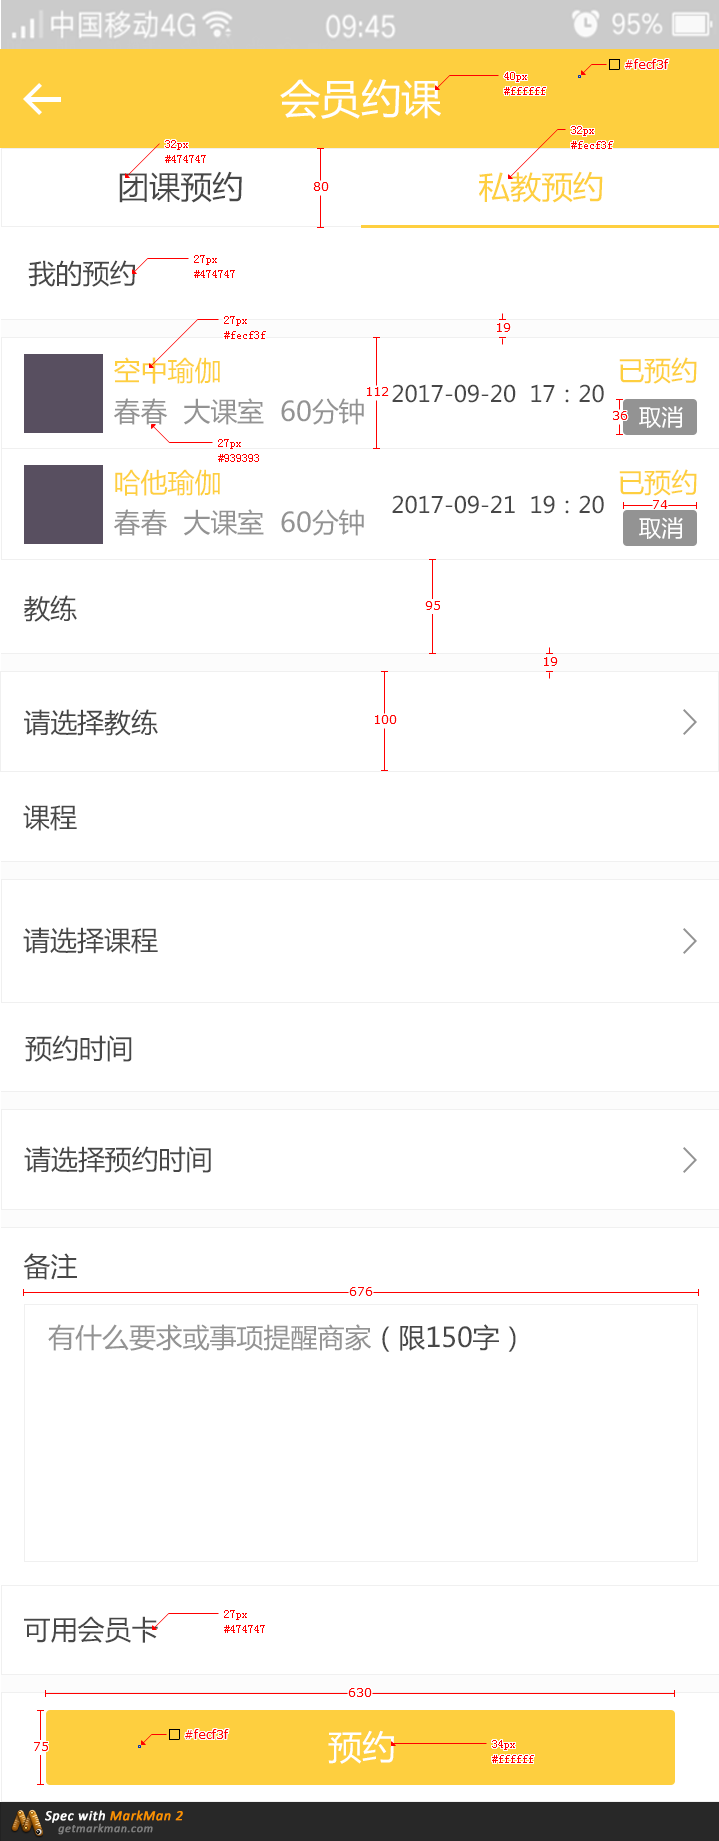 中国移动4G 09:45 95%
#fecf3f
会员约课 40px
#ffffff
32px
#474747
32px
#fecf3f
团课预约 80 私教预约
我的预约 27px
#474747
19
27px
#fecf3f
空中瑜伽 已预约
春春 大课室 60分钟 112 2017-09-20 17：20 36 取消
27px
#939393
哈他瑜伽 已预约
74
春春 大课室 60分钟 2017-09-21 19：20 取消
教练 95
19
请选择教练 100
课程
请选择课程
预约时间
请选择预约时间
备注
676
有什么要求或事项提醒商家（限150字）
可用会员卡 27px
#474747
630
#fecf3f
75 预约 34px
#ffffff
Spec with MarkMan 2
getmarkman.com